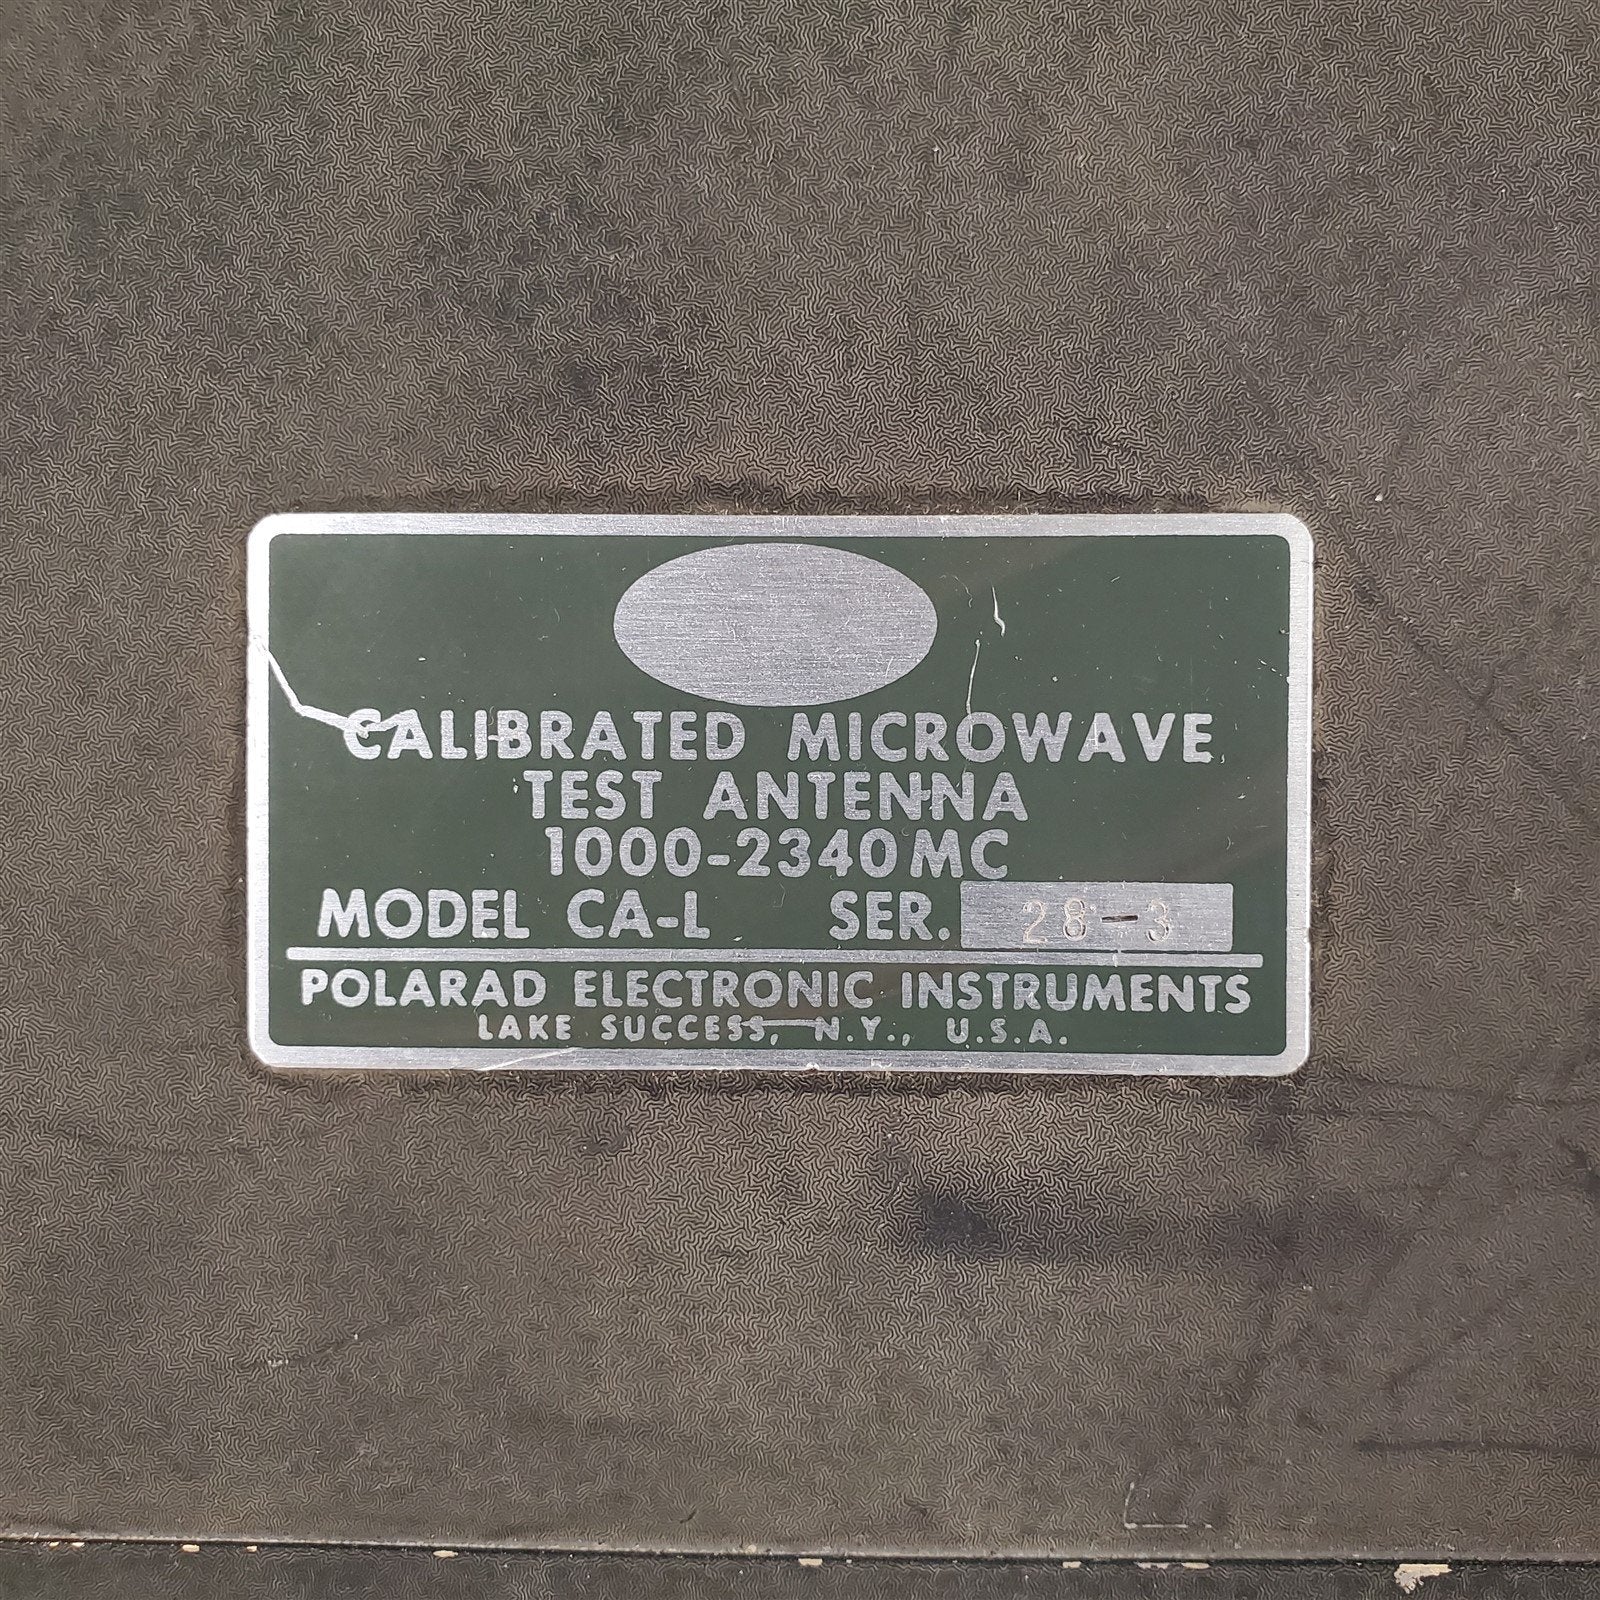 CALIBRATED MICROWAVE
TEST ANTENNA
1000-2340MC
MODEL CA-L SER. 28-3
POLARAD ELECTRONIC INSTRUMENTS
LAKE SUCCESS, N.Y., U.S.A.